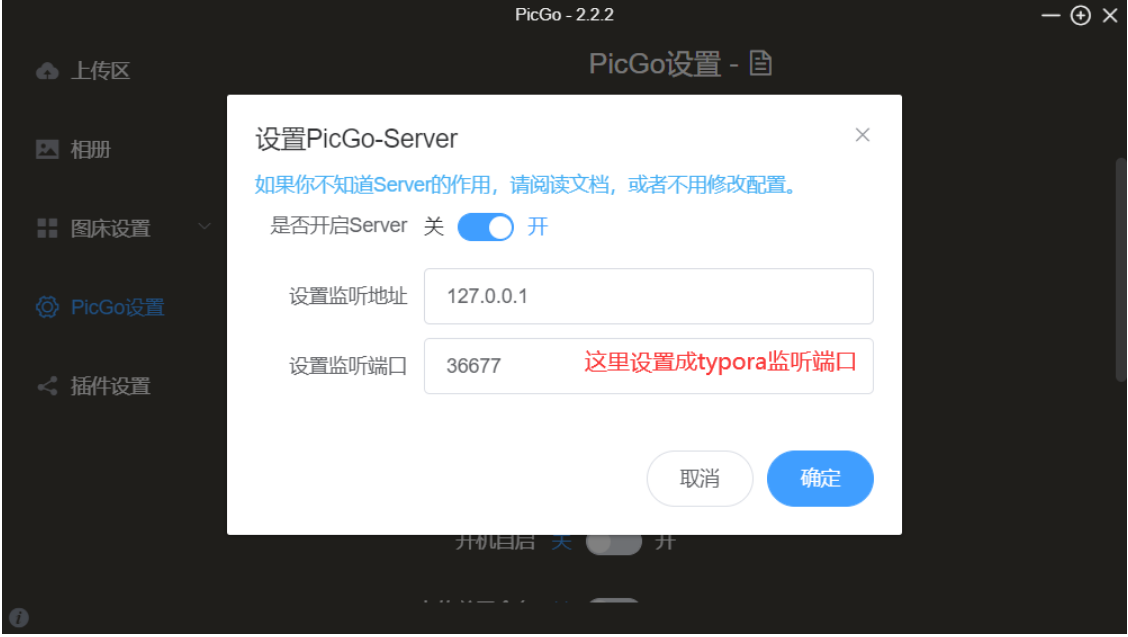 PicGo - 2.2.2
上传区
PicGo设置 -
相册
图床设置
PicGo设置
插件设置
设置PicGo-Server
如果你不知道Server的作用，请阅读文档，或者不用修改配置。
是否开启Server 关 开
设置监听地址 127.0.0.1
设置监听端口 36677 这里设置成typora监听端口
取消 确定
开机自启 关 开